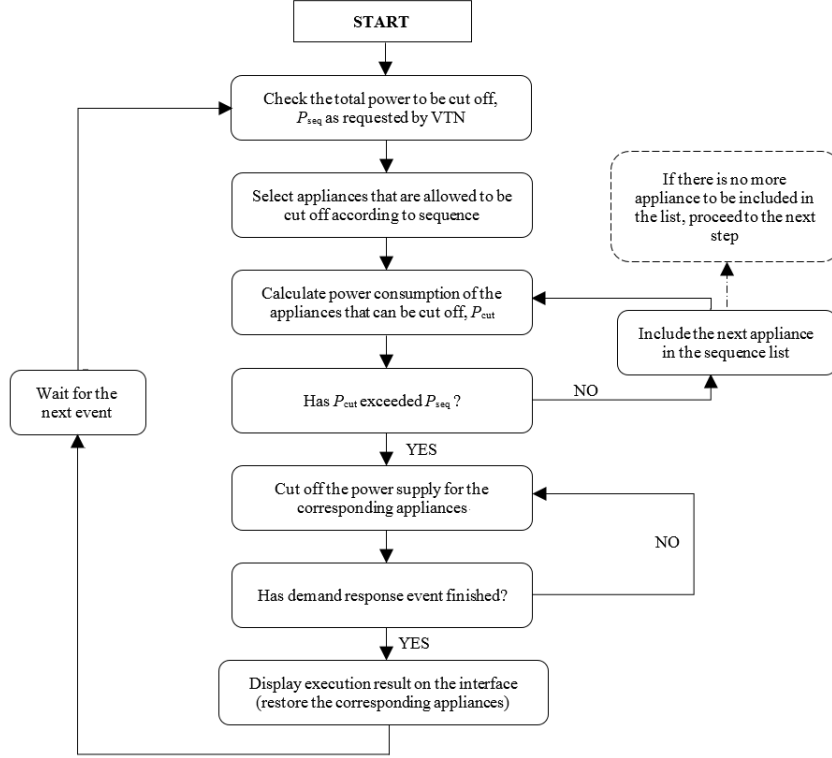 START
Check the total power to be cut off,
Pseq as requested by VTN
Select appliances that are allowed to be
cut off according to sequence
If there is no more
appliance to be included in
the list, proceed to the next
step
Calculate power consumption of the
appliances that can be cut off, Pcut
Include the next appliance
in the sequence list
Wait for the
next event
Has Pcut exceeded Pseq ?
NO
YES
Cut off the power supply for the
corresponding appliances
NO
Has demand response event finished?
YES
Display execution result on the interface
(restore the corresponding appliances)